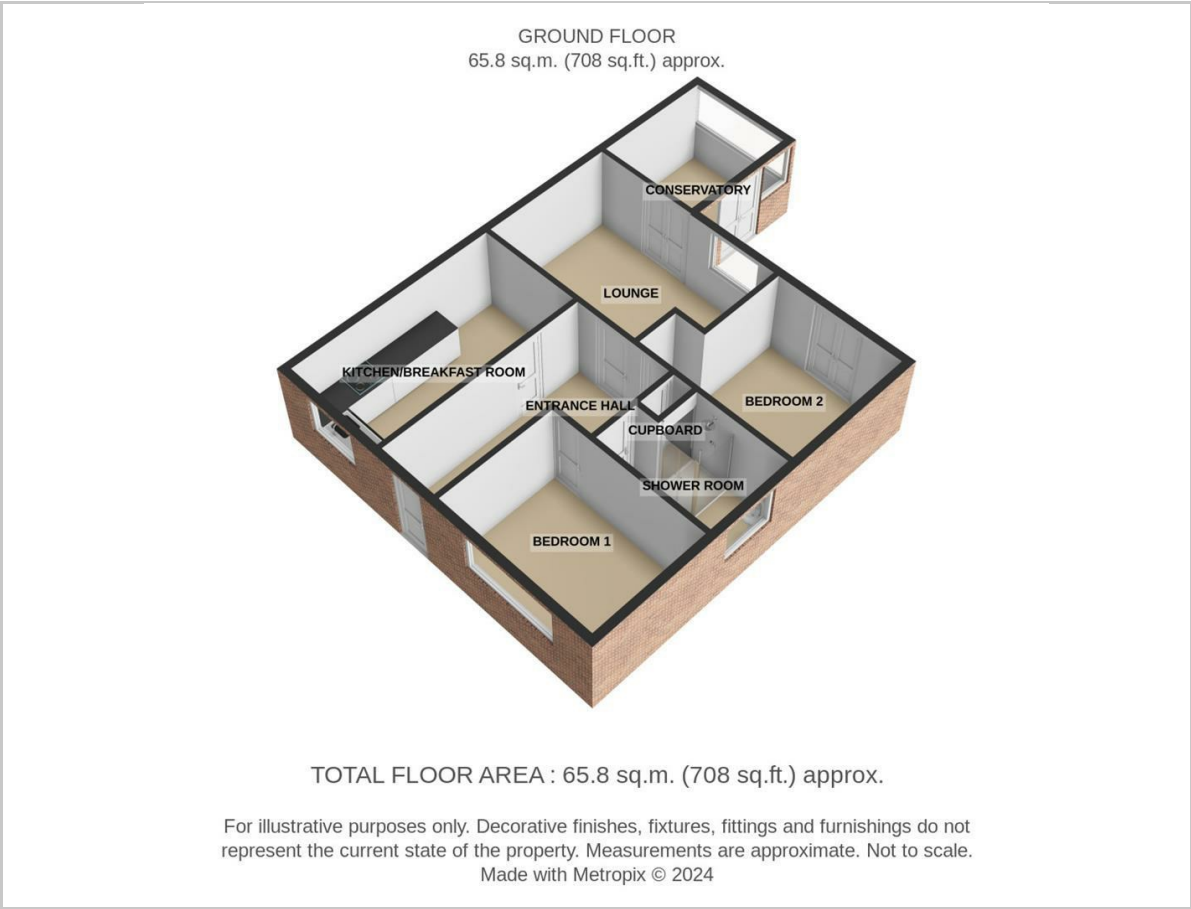 GROUND FLOOR
65.8 sq.m. (708 sq.ft.) approx.
CONSERVATORY
LOUNGE
KITCHEN/BREAKFAST ROOM
BEDROOM 2
ENTRANCE HALL
CUPBOARD
SHOWER ROOM
BEDROOM 1
TOTAL FLOOR AREA : 65.8 sq.m. (708 sq.ft.) approx.
For illustrative purposes only. Decorative finishes, fixtures, fittings and furnishings do not
represent the current state of the property. Measurements are approximate. Not to scale.
Made with Metropix © 2024